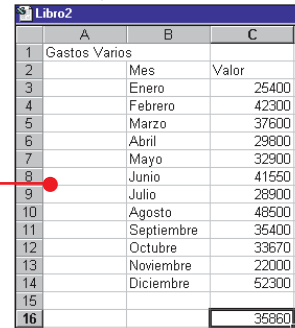 Libro2
A B C
1 Gastos Varios
2 Mes Valor
3 Enero 25400
4 Febrero 42300
5 Marzo 37600
6 Abril 29800
7 Mayo 32900
8 Junio 41550
9 Julio 28900
10 Agosto 48500
11 Septiembre 35400
12 Octubre 33670
13 Noviembre 22000
14 Diciembre 52300
15
16 35860